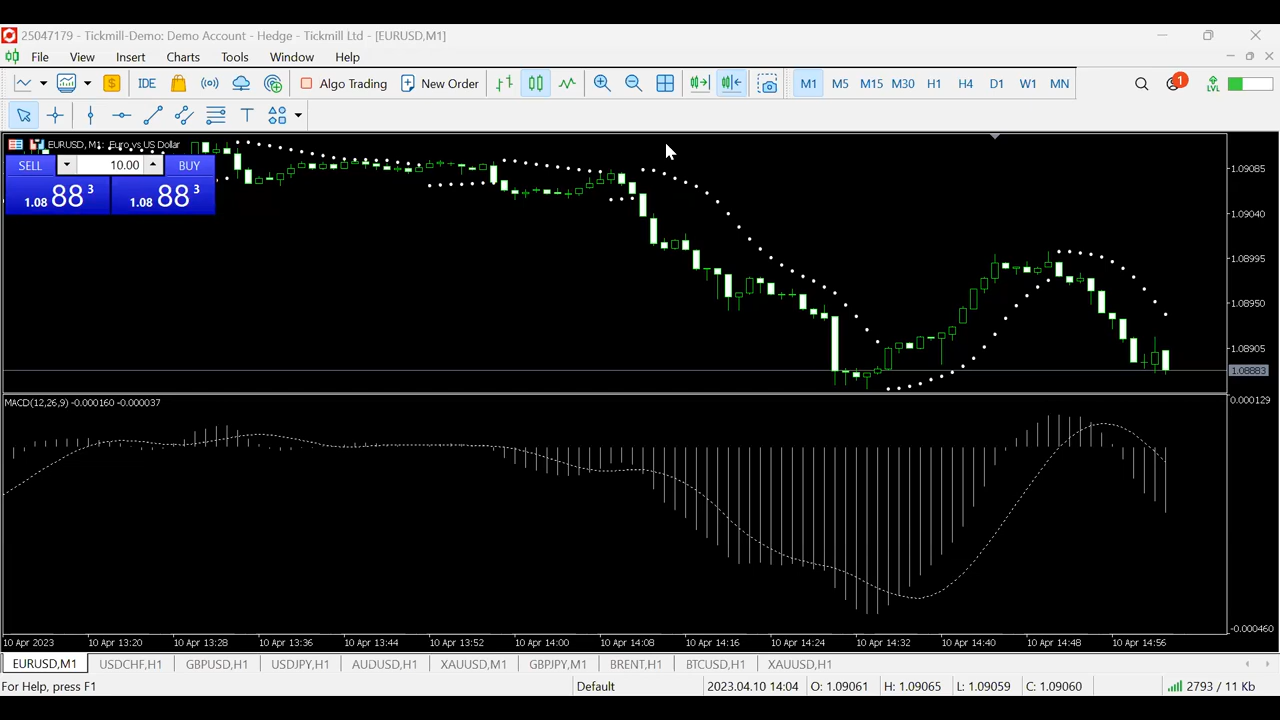 25047179 - Tickmill-Demo: Demo Account - Hedge - Tickmill Ltd - [EURUSD,M1]
File View Insert Charts Tools Window Help
IDE Algo Trading New Order M1 M5 M15 M30 H1 H4 D1 W1 MN 1 LVL
T
EURUSD, M1: Euro vs US Dollar
SELL 10.00 BUY
1.08 88 3 1.08 88 3
1.09085
1.09040
1.08995
1.08950
1.08905
1.08883
MACD(12,26,9) -0.000160 -0.000037
0.000129
-0.000460
10 Apr 2023 10 Apr 13:20 10 Apr 13:28 10 Apr 13:36 10 Apr 13:44 10 Apr 13:52 10 Apr 14:00 10 Apr 14:08 10 Apr 14:16 10 Apr 14:24 10 Apr 14:32 10 Apr 14:40 10 Apr 14:48 10 Apr 14:56
EURUSD,M1 USDCHF,H1 GBPUSD,H1 USDJPY,H1 AUDUSD,H1 XAUUSD,M1 GBPJPY,M1 BRENT,H1 BTCUSD,H1 XAUUSD,H1
For Help, press F1 Default 2023.04.10 14:04 O: 1.09061 H: 1.09065 L: 1.09059 C: 1.09060 2793 / 11 Kb